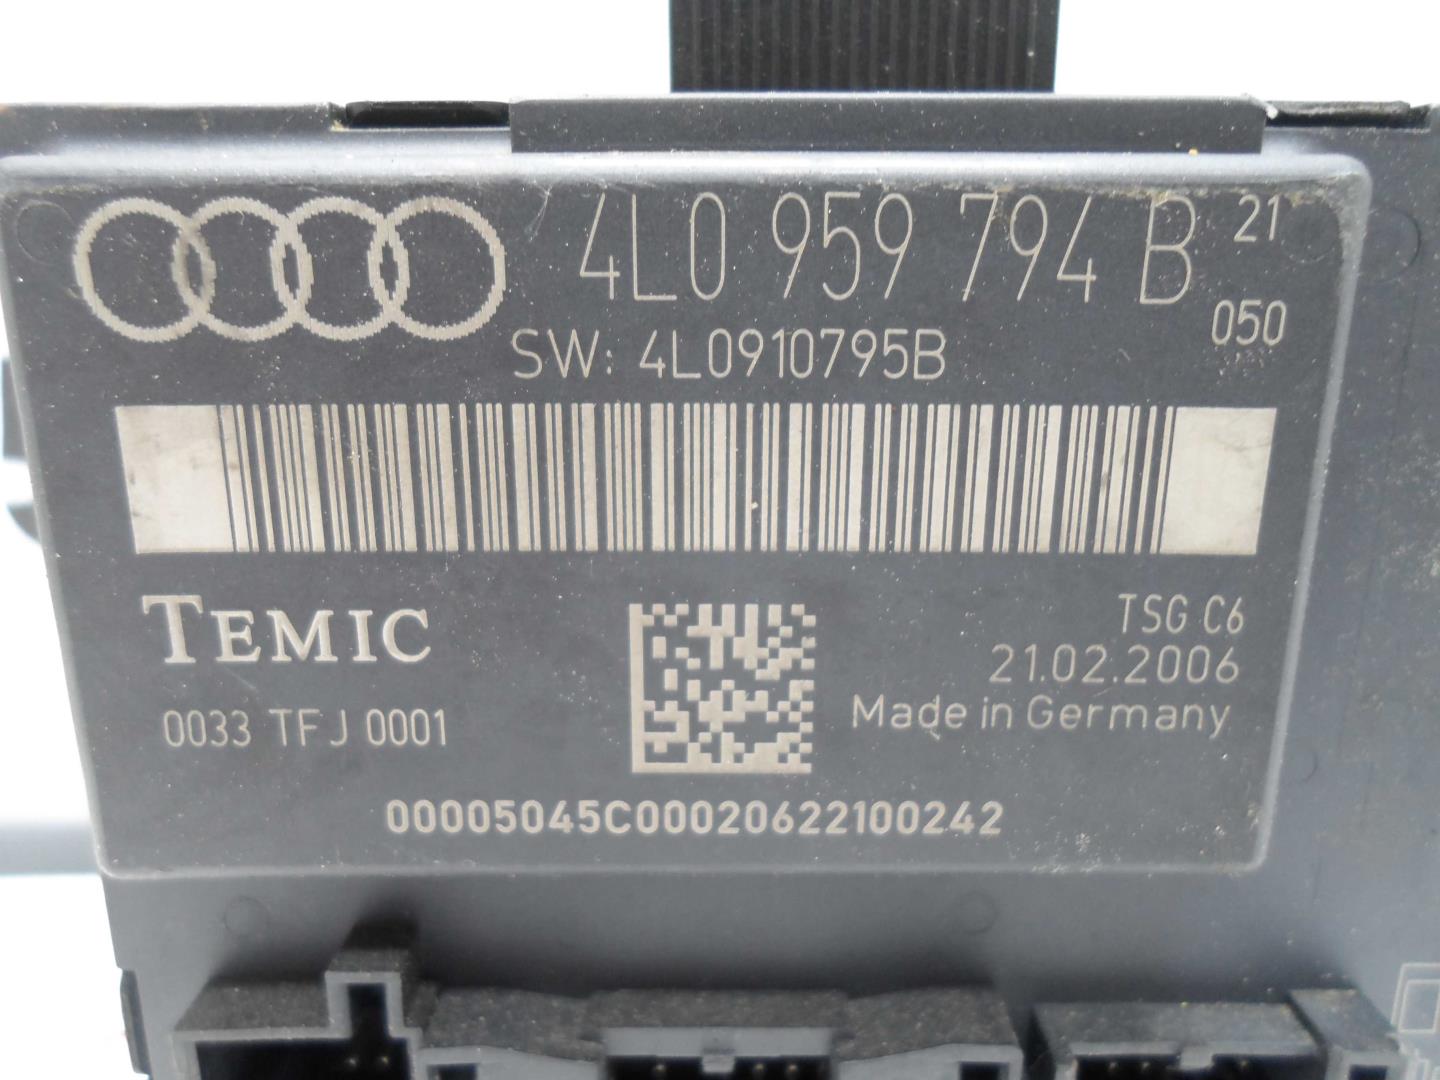 4L0 959 794 B 21
050
SW: 4L0910795B
TEMIC
TSG C6
21.02.2006
Made in Germany
0033 TFJ 0001
00005045C00020622100242